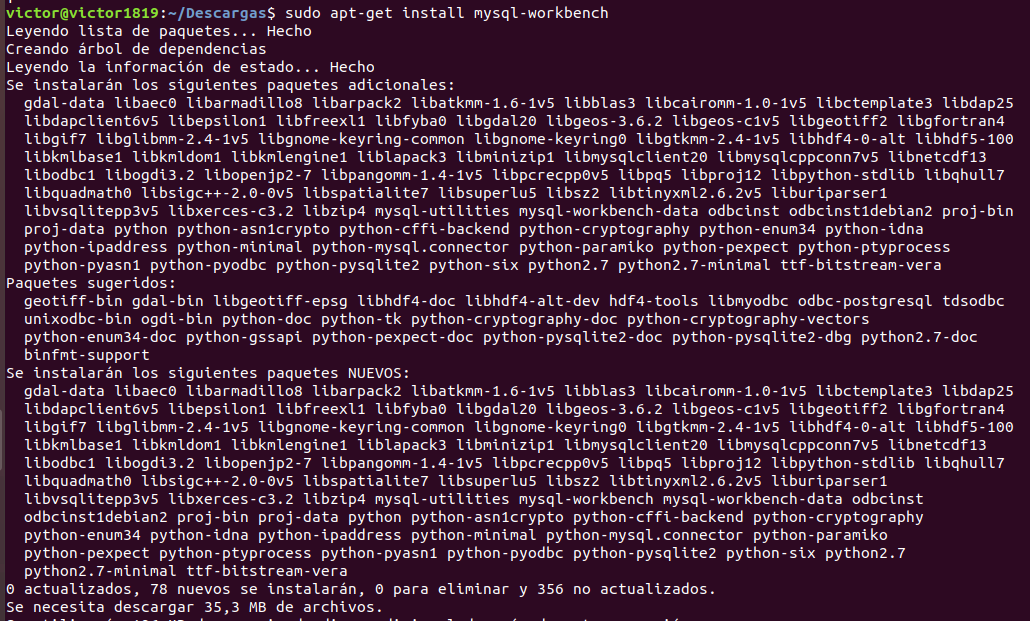 victor@victor1819:~/Descargas$ sudo apt-get install mysql-workbench
Leyendo lista de paquetes... Hecho
Creando árbol de dependencias
Leyendo la información de estado... Hecho
Se instalarán los siguientes paquetes adicionales:
gdal-data libaec0 libarmadillo8 libarpack2 libatkmm-1.6-1v5 libblas3 libcairomm-1.0-1v5 libctemplate3 libdap25
libdapclient6v5 libepsilon1 libfreexl1 libfyba0 libgdal20 libgeos-3.6.2 libgeos-c1v5 libgeotiff2 libgfortran4
libgif7 libglibmm-2.4-1v5 libgnome-keyring-common libgnome-keyring0 libgtkmm-2.4-1v5 libhdf4-0-alt libhdf5-100
libkmlbase1 libkmldom1 libkmlengine1 liblapack3 libminizip1 libmysqlclient20 libmysqlcppconn7v5 libnetcdf13
libodbc1 libogdi3.2 libopenjp2-7 libpangomm-1.4-1v5 libpcrecpp0v5 libpq5 libproj12 libpython-stdlib libqhull7
libquadmath0 libsigc++-2.0-0v5 libspatialite7 libsuperlu5 libsz2 libtinyxml2.6.2v5 liburiparser1
libvsqlitepp3v5 libxerces-c3.2 libzip4 mysql-utilities mysql-workbench-data odbcinst odbcinst1debian2 proj-bin
proj-data python python-asn1crypto python-cffi-backend python-cryptography python-enum34 python-idna
python-ipaddress python-minimal python-mysql.connector python-paramiko python-pexpect python-ptyprocess
python-pyasn1 python-pyodbc python-pysqlite2 python-six python2.7 python2.7-minimal ttf-bitstream-vera
Paquetes sugeridos:
geotiff-bin gdal-bin libgeotiff-epsg libhdf4-doc libhdf4-alt-dev hdf4-tools libmyodbc odbc-postgresql tdsodbc
unixodbc-bin ogdi-bin python-doc python-tk python-cryptography-doc python-cryptography-vectors
python-enum34-doc python-gssapi python-pexpect-doc python-pysqlite2-doc python-pysqlite2-dbg python2.7-doc
binfmt-support
Se instalarán los siguientes paquetes NUEVOS:
gdal-data libaec0 libarmadillo8 libarpack2 libatkmm-1.6-1v5 libblas3 libcairomm-1.0-1v5 libctemplate3 libdap25
libdapclient6v5 libepsilon1 libfreexl1 libfyba0 libgdal20 libgeos-3.6.2 libgeos-c1v5 libgeotiff2 libgfortran4
libgif7 libglibmm-2.4-1v5 libgnome-keyring-common libgnome-keyring0 libgtkmm-2.4-1v5 libhdf4-0-alt libhdf5-100
libkmlbase1 libkmldom1 libkmlengine1 liblapack3 libminizip1 libmysqlclient20 libmysqlcppconn7v5 libnetcdf13
libodbc1 libogdi3.2 libopenjp2-7 libpangomm-1.4-1v5 libpcrecpp0v5 libpq5 libproj12 libpython-stdlib libqhull7
libquadmath0 libsigc++-2.0-0v5 libspatialite7 libsuperlu5 libsz2 libtinyxml2.6.2v5 liburiparser1
libvsqlitepp3v5 libxerces-c3.2 libzip4 mysql-utilities mysql-workbench mysql-workbench-data odbcinst
odbcinst1debian2 proj-bin proj-data python python-asn1crypto python-cffi-backend python-cryptography
python-enum34 python-idna python-ipaddress python-minimal python-mysql.connector python-paramiko
python-pexpect python-ptyprocess python-pyasn1 python-pyodbc python-pysqlite2 python-six python2.7
python2.7-minimal ttf-bitstream-vera
0 actualizados, 78 nuevos se instalarán, 0 para eliminar y 356 no actualizados.
Se necesita descargar 35,3 MB de archivos.